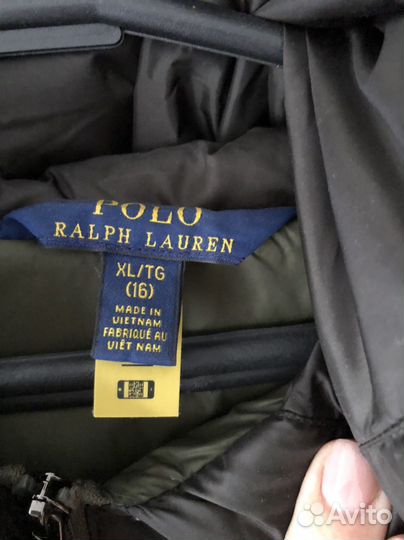 POLO
RALPH LAUREN
XL/TG
(16)
MADE IN
VIETNAM
FABRIQUÉ AU
VIÊT NAM
Avito